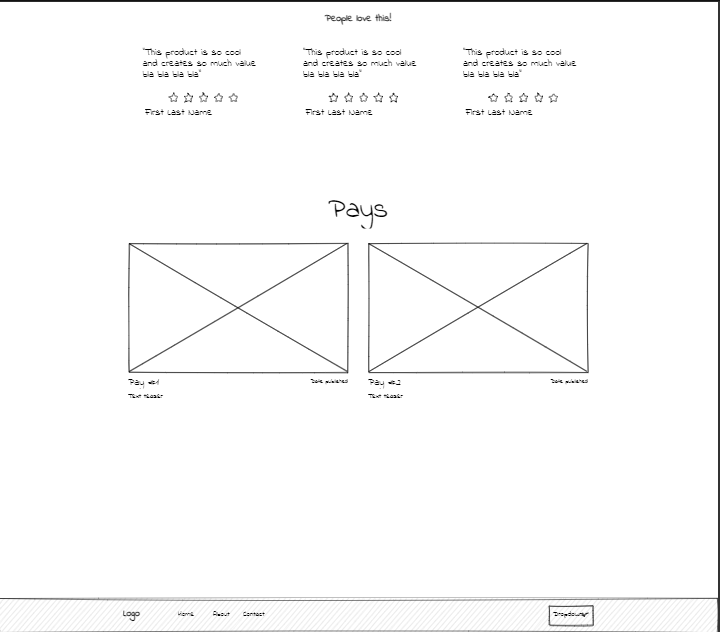 People love this!
"This product is so cool
and creates so much value
bla bla bla bla"
First Last Name
"This product is so cool
and creates so much value
bla bla bla bla"
First Last Name
"This product is so cool
and creates so much value
bla bla bla bla"
First Last Name
Pays
Pay #1
Date published
Text teaser
Pay #2
Date published
Text teaser
Logo
Home
About
Contact
Dropdown